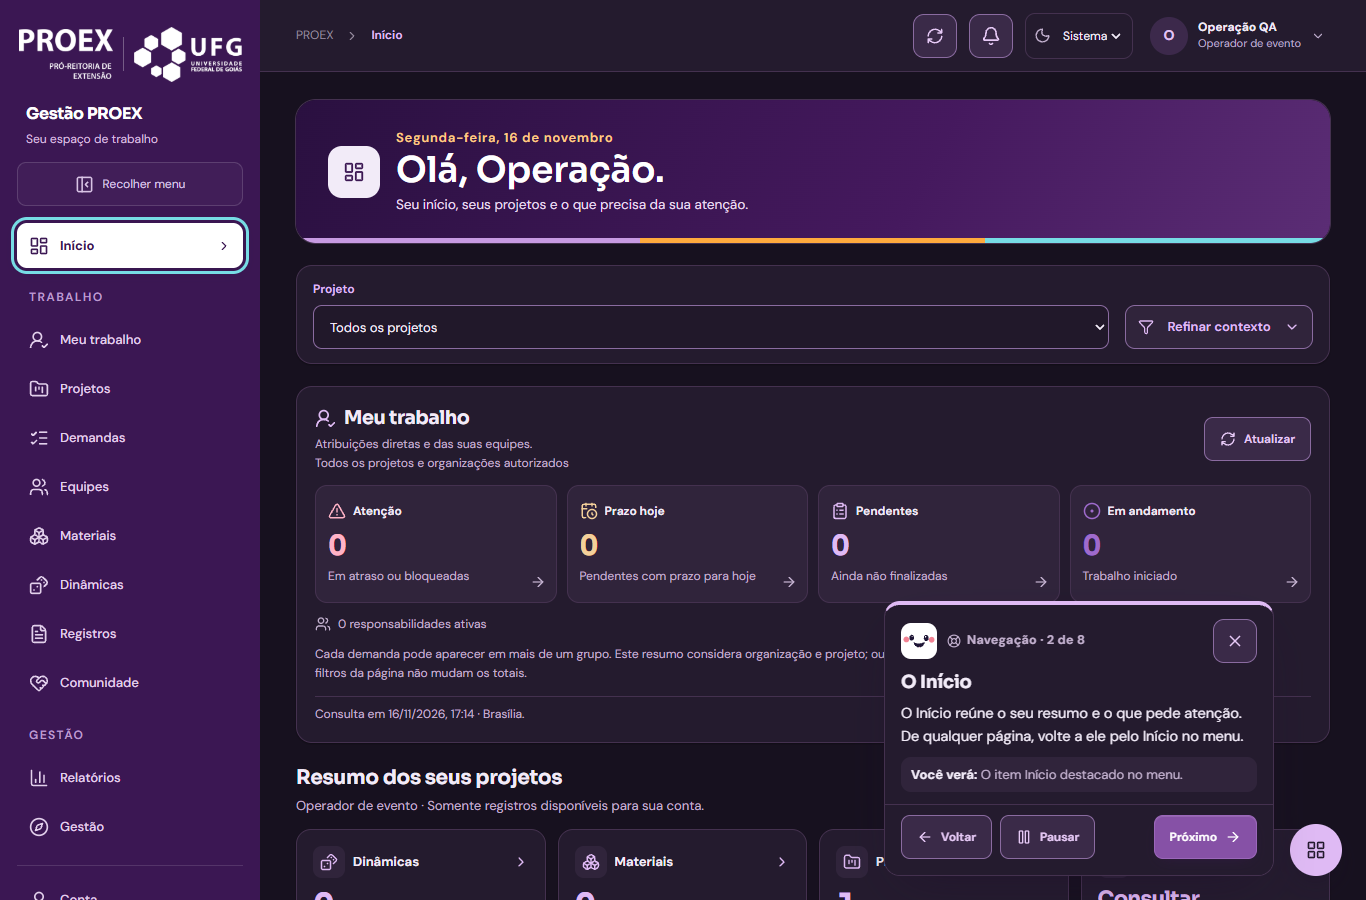 PROEX
PRÓ-REITORIA DE
EXTENSÃO
UFG
UNIVERSIDADE
FEDERAL DE GOIÁS
Gestão PROEX
Seu espaço de trabalho
Recolher menu
Início
TRABALHO
Meu trabalho
Projetos
Demandas
Equipes
Materiais
Dinâmicas
Registros
Comunidade
GESTÃO
Relatórios
Gestão
Conta
PROEX
Início
Sistema
O
Operação QA
Operador de evento
Segunda-feira, 16 de novembro
Olá, Operação.
Seu início, seus projetos e o que precisa da sua atenção.
Projeto
Todos os projetos
Refinar contexto
Meu trabalho
Atribuições diretas e das suas equipes.
Todos os projetos e organizações autorizados
Atualizar
Atenção
0
Em atraso ou bloqueadas
Prazo hoje
0
Pendentes com prazo para hoje
Pendentes
0
Ainda não finalizadas
Em andamento
0
Trabalho iniciado
0 responsabilidades ativas
Cada demanda pode aparecer em mais de um grupo. Este resumo considera organização e projeto; ou
filtros da página não mudam os totais.
Consulta em 16/11/2026, 17:14 · Brasília.
Resumo dos seus projetos
Operador de evento · Somente registros disponíveis para sua conta.
Dinâmicas
0
Materiais
0
P
1
Consultar
Navegação · 2 de 8
O Início
O Início reúne o seu resumo e o que pede atenção.
De qualquer página, volte a ele pelo Início no menu.
Você verá: O item Início destacado no menu.
Voltar
Pausar
Próximo